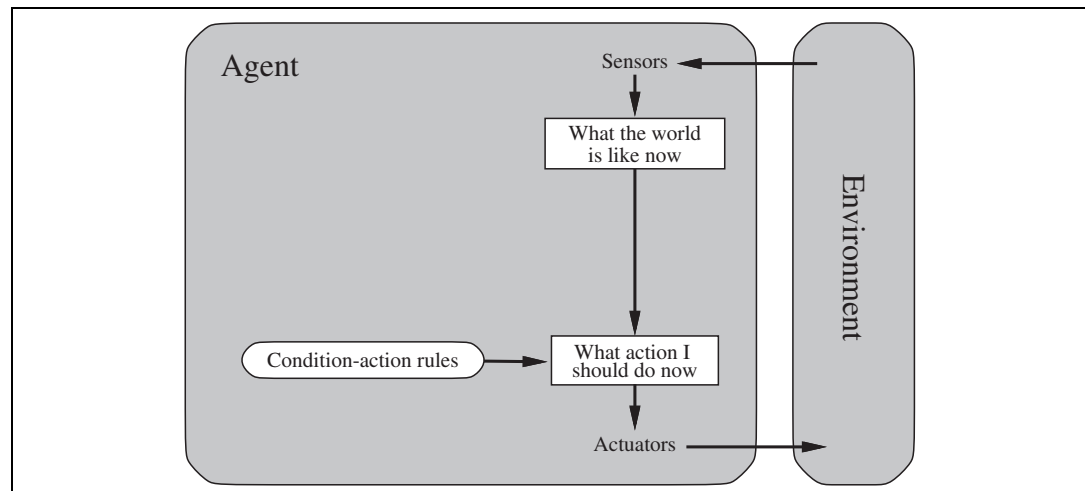 Agent
Sensors
What the world
is like now
Environment
Condition-action rules
What action I
should do now
Actuators